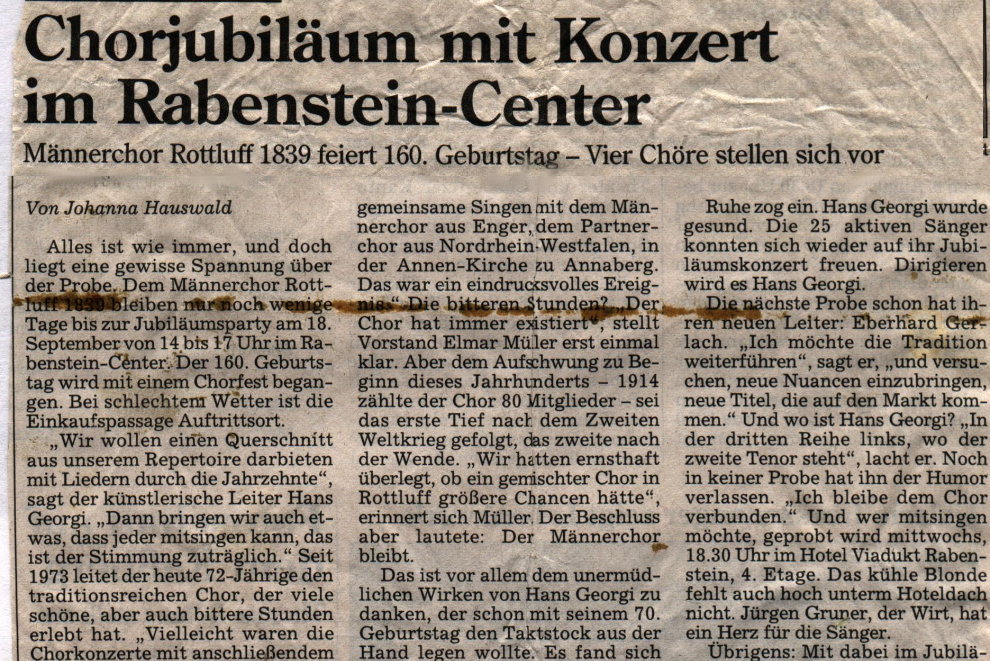 Chorjubiläum mit Konzert
im Rabenstein-Center
Männerchor Rottluff 1839 feiert 160. Geburtstag – Vier Chöre stellen sich vor
Von Johanna Hauswald
Alles ist wie immer, und doch
liegt eine gewisse Spannung über
der Probe. Dem Männerchor Rott-
luff 1839 bleiben nur noch wenige
Tage bis zur Jubiläumsparty am 18.
September von 14 bis 17 Uhr im Ra-
benstein-Center. Der 160. Geburts-
tag wird mit einem Chorfest began-
gen. Bei schlechtem Wetter ist die
Einkaufspassage Auftrittsort.
„Wir wollen einen Querschnitt
aus unserem Repertoire darbieten
mit Liedern durch die Jahrzehnte“,
sagt der künstlerische Leiter Hans
Georgi. „Dann bringen wir auch et-
was, dass jeder mitsingen kann, das
ist der Stimmung zuträglich.“ Seit
1973 leitet der heute 72-Jährige den
traditionsreichen Chor, der viele
schöne, aber auch bittere Stunden
erlebt hat. „Vielleicht waren die
Chorkonzerte mit anschließendem
gemeinsame Singen mit dem Män-
nerchor aus Enger, dem Partner-
chor aus Nordrhein-Westfalen, in
der Annen-Kirche zu Annaberg.
Das war ein eindrucksvolles Ereig-
nis.“ Die bitteren Stunden? „Der
Chor hat immer existiert“, stellt
Vorstand Elmar Müller erst einmal
klar. Aber dem Aufschwung zu Be-
ginn dieses Jahrhunderts – 1914
zählte der Chor 80 Mitglieder – sei
das erste Tief nach dem Zweiten
Weltkrieg gefolgt, das zweite nach
der Wende. „Wir hatten ernsthaft
überlegt, ob ein gemischter Chor in
Rottluff größere Chancen hätte“,
erinnert sich Müller. Der Beschluss
aber lautete: Der Männerchor
bleibt.
Das ist vor allem dem unermüd-
lichen Wirken von Hans Georgi zu
danken, der schon mit seinem 70.
Geburtstag den Taktstock aus der
Hand legen wollte. Es fand sich
Ruhe zog ein. Hans Georgi wurde
gesund. Die 25 aktiven Sänger
konnten sich wieder auf ihr Jubi-
läumskonzert freuen. Dirigieren
wird es Hans Georgi.
Die nächste Probe schon hat ih-
ren neuen Leiter: Eberhard Ger-
lach. „Ich möchte die Tradition
weiterführen“, sagt er, „und versu-
chen, neue Nuancen einzubringen,
neue Titel, die auf den Markt kom-
men.“ Und wo ist Hans Georgi? „In
der dritten Reihe links, wo der
zweite Tenor steht“, lacht er. Noch
in keiner Probe hat ihn der Humor
verlassen. „Ich bleibe dem Chor
verbunden.“ Und wer mitsingen
möchte, geprobt wird mittwochs,
18.30 Uhr im Hotel Viadukt Raben-
stein, 4. Etage. Das kühle Blonde
fehlt auch hoch unterm Hoteldach
nicht. Jürgen Gruner, der Wirt, hat
ein Herz für die Sänger.
Übrigens: Mit dabei im Jubilä-